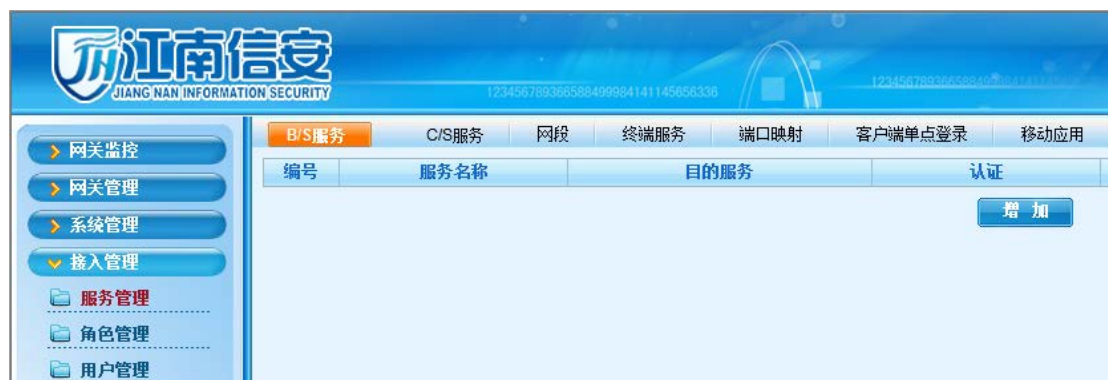 江南信安
JIANG NAN INFORMATION SECURITY
B/S服务 C/S服务 网段 终端服务 端口映射 客户端单点登录 移动应用
编号 服务名称 目的服务 认证
增 加
网关监控
网关管理
系统管理
接入管理
服务管理
角色管理
用户管理